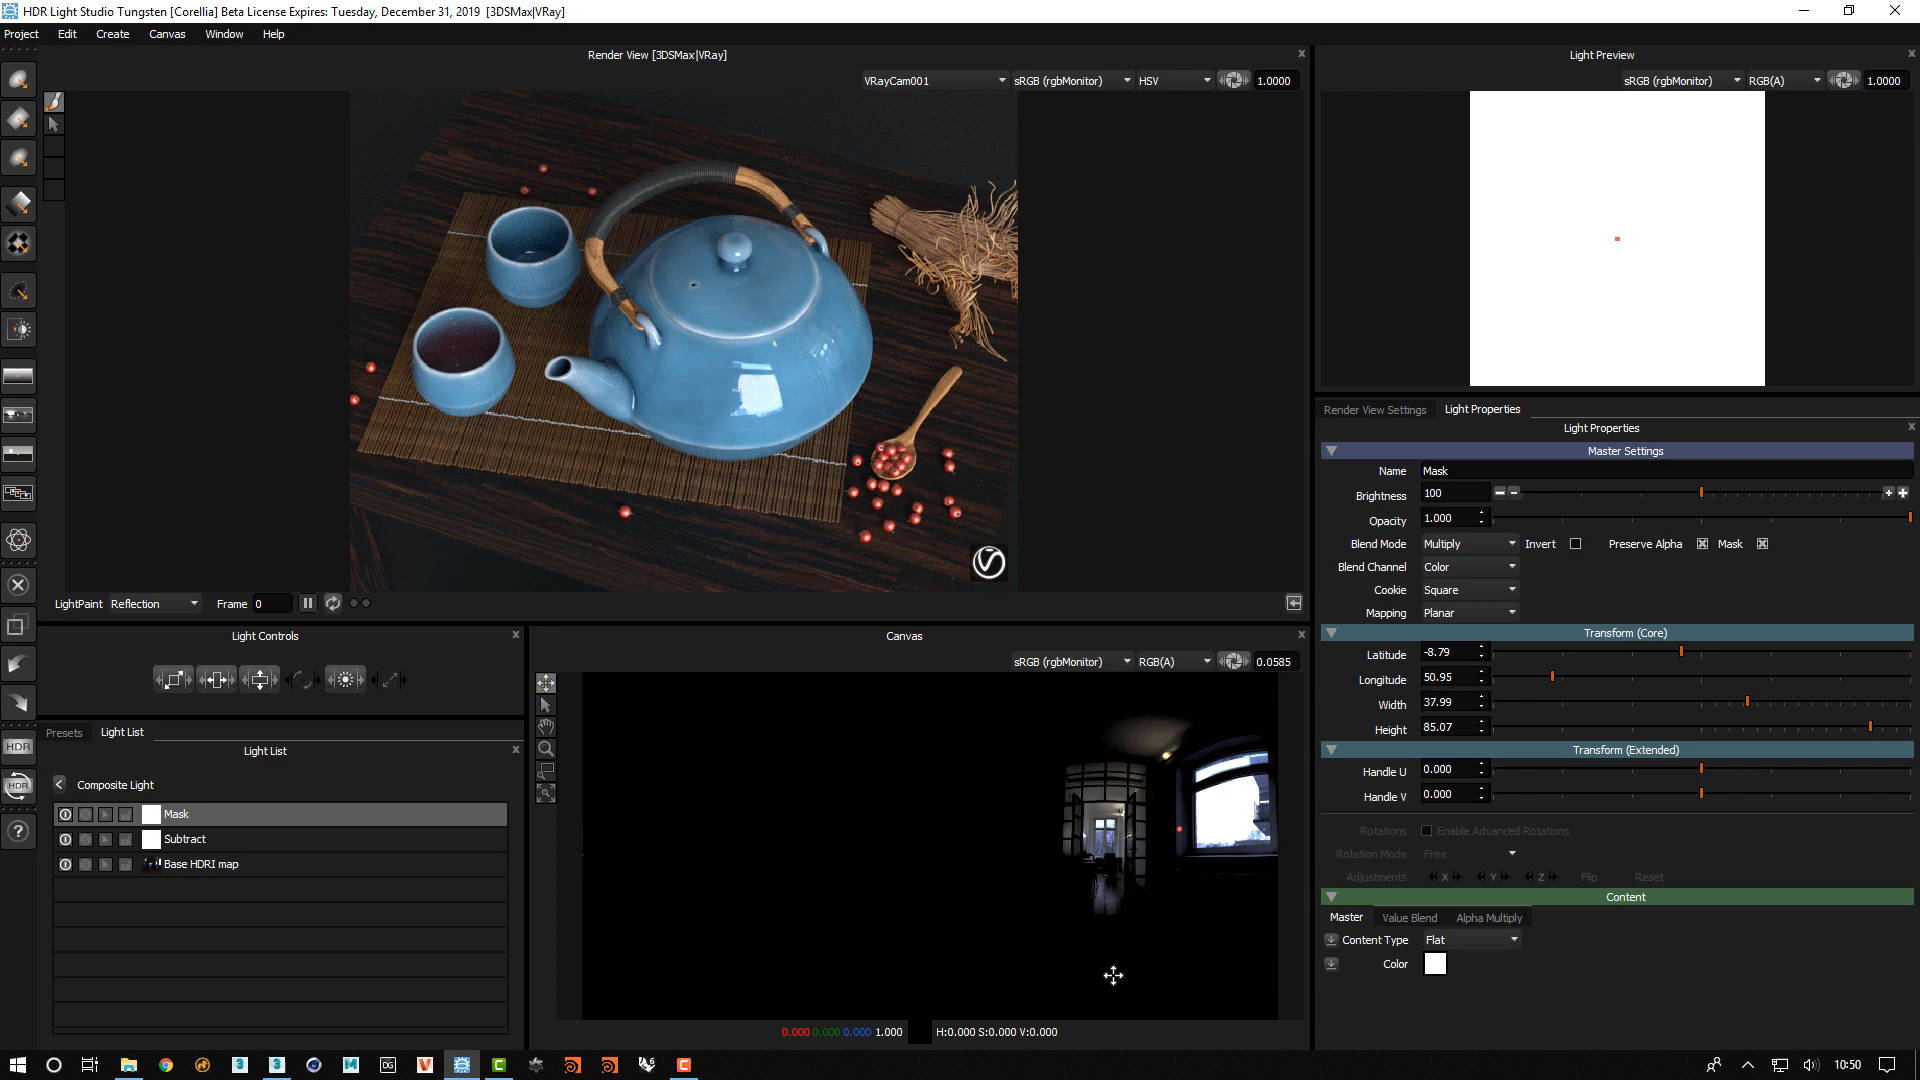 HDR Light Studio Tungsten [Corellia] Beta License Expires: Tuesday, December 31, 2019 [3DSMax|VRay]
Project Edit Create Canvas Window Help
Render View [3DSMax|VRay]
VRayCam001 sRGB (rgbMonitor) HSV 1.0000
Light Preview
sRGB (rgbMonitor) RGB(A) 1.0000
LightPaint Reflection Frame 0
Render View Settings Light Properties
Light Properties
Master Settings
Name Mask
Brightness 100
Opacity 1.000
Blend Mode Multiply Invert Preserve Alpha Mask
Blend Channel Color
Cookie Square
Mapping Planar
Transform (Core)
Latitude -8.79
Longitude 50.95
Width 37.99
Height 85.07
Transform (Extended)
Handle U 0.000
Handle V 0.000
Rotations Enable Advanced Rotations
Rotation Mode Free
Adjustments X Y Z Flip Reset
Content
Master Value Blend Alpha Multiply
Content Type Flat
Color
Light Controls
Presets Light List
Light List
Composite Light
Mask
Subtract
Base HDRI map
HDR
HDR
?
Canvas
sRGB (rgbMonitor) RGB(A) 0.0585
0.000 0.000 0.000 1.000 H:0.000 S:0.000 V:0.000
3 3 M DG V C 6 C
10:50